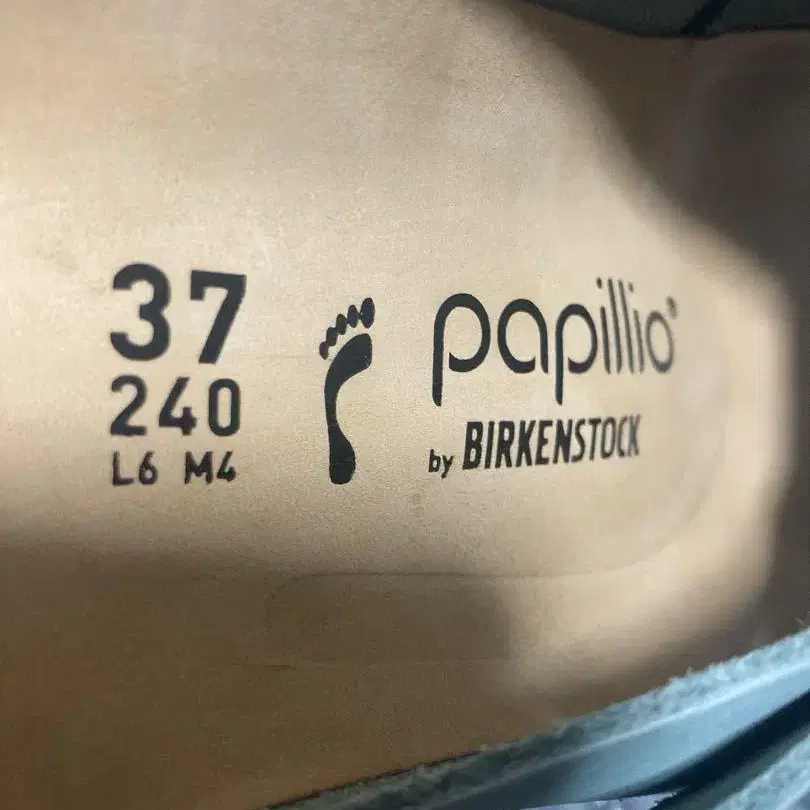 37
240
L6 M4
papillio®
by BIRKENSTOCK